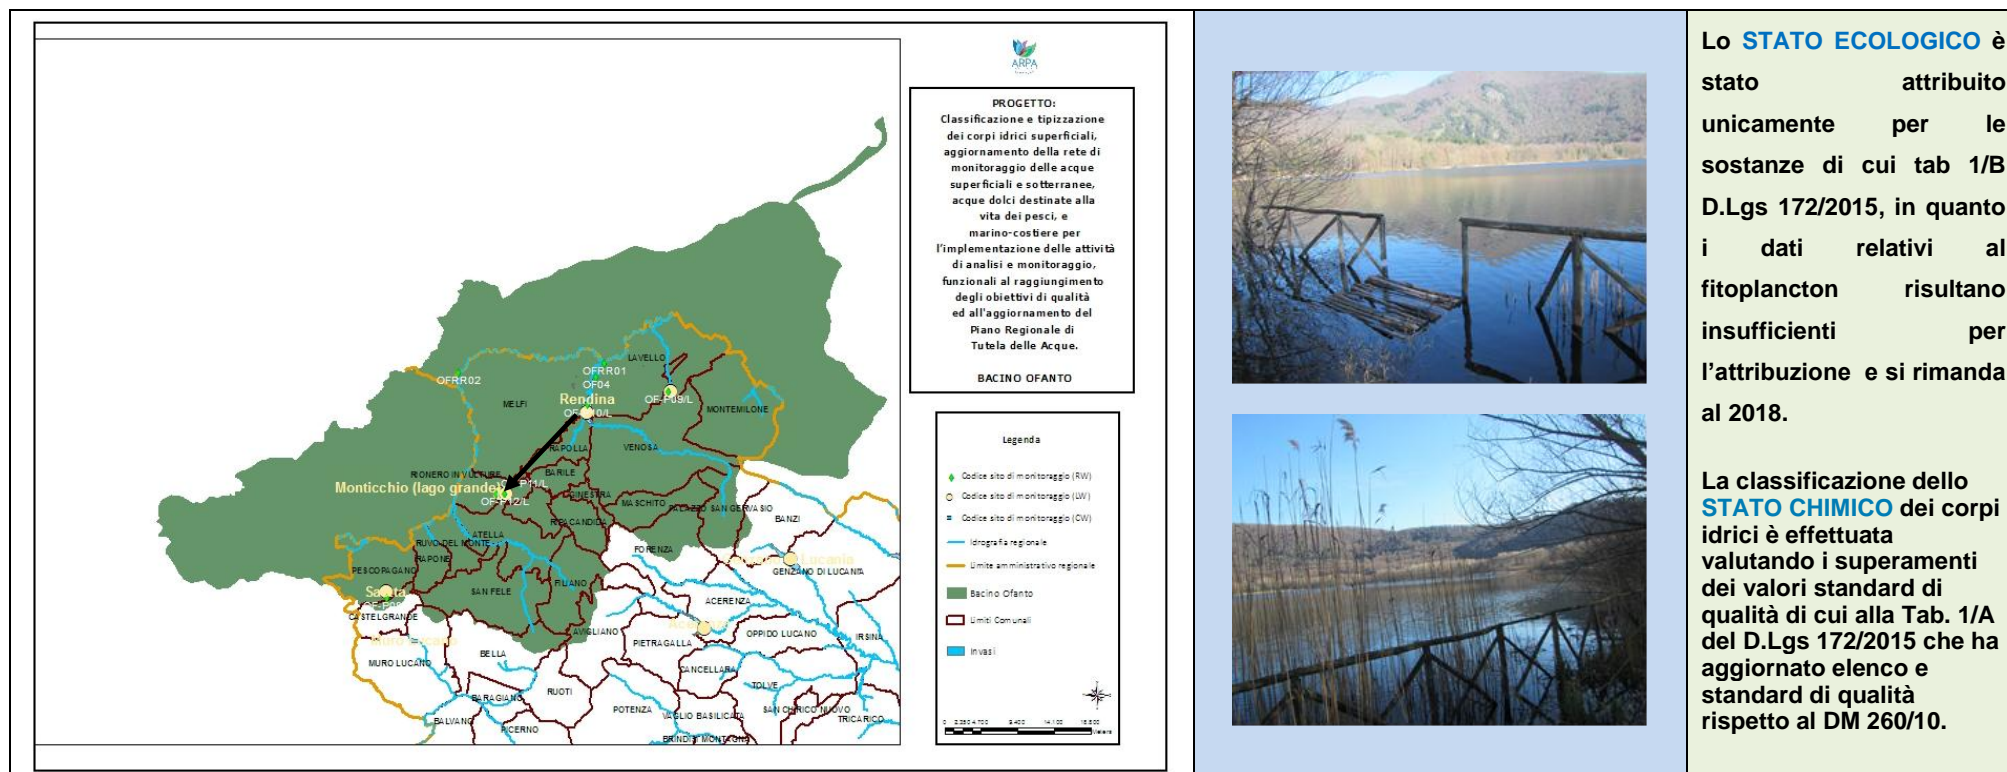 ARPA
PROGETTO:
Classificazione e tipizzazione
dei corpi idrici superficiali,
aggiornamento della rete di
monitoraggio delle acque
superficiali e sotterranee,
acque dolci destinate alla
vita dei pesci, e
marino-costiere per
l'implementazione delle attività
di analisi e monitoraggio,
funzionali al raggiungimento
degli obiettivi di qualità
ed all'aggiornamento del
Piano Regionale di
Tutela delle Acque.
BACINO OFANTO
Legenda
Codice sito di monitoraggio (RW)
Codice sito di monitoraggio (LW)
Codice sito di monitoraggio (CW)
Idrografia regionale
Limite amministrativo regionale
Bacino Ofanto
Limiti Comunali
Invasi
Meters
LAVELLO
OFRR01
OFRR02
OF04
Rendina
OF-P09/L
MELFI
MONTEMILONE
RAPOLLA
VENOSA
RIONERO IN VULTURE
BARILE
Monticchio (lago grande)
GINESTRA
MASCHITO
PALAZZO SAN GERVASIO
BANZI
RIPACANDIDA
ATELLA
RUVO DEL MONTE
FORENZA
RAPONE
PESCOPAGANO
GENZANO DI LUCANIA
FILIANO
SAN FELE
ACERENZA
CASTELGRANDE
AVIGLIANO
OPPIDO LUCANO
IRSINA
PIETRAGALLA
BELLA
MURO LUCANO
CANCELLARA
TOLVE
RUOTI
BARAGIANO
POTENZA
SAN CHIRICO NUOVO
VAGLIO BASILICATA
TRICARICO
BALVANO
PICERNO
BRINDISI MONTAGNA
Lo STATO ECOLOGICO è
stato attribuito
unicamente per le
sostanze di cui tab 1/B
D.Lgs 172/2015, in quanto
i dati relativi al
fitoplancton risultano
insufficienti per
l’attribuzione e si rimanda
al 2018.
La classificazione dello
STATO CHIMICO dei corpi
idrici è effettuata
valutando i superamenti
dei valori standard di
qualità di cui alla Tab. 1/A
del D.Lgs 172/2015 che ha
aggiornato elenco e
standard di qualità
rispetto al DM 260/10.